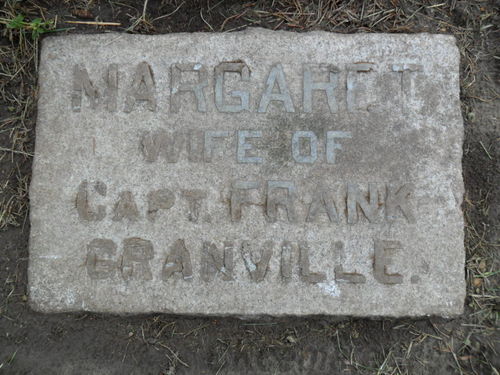 MARGARET
WIFE OF
CAPT. FRANK
GRANVILLE.